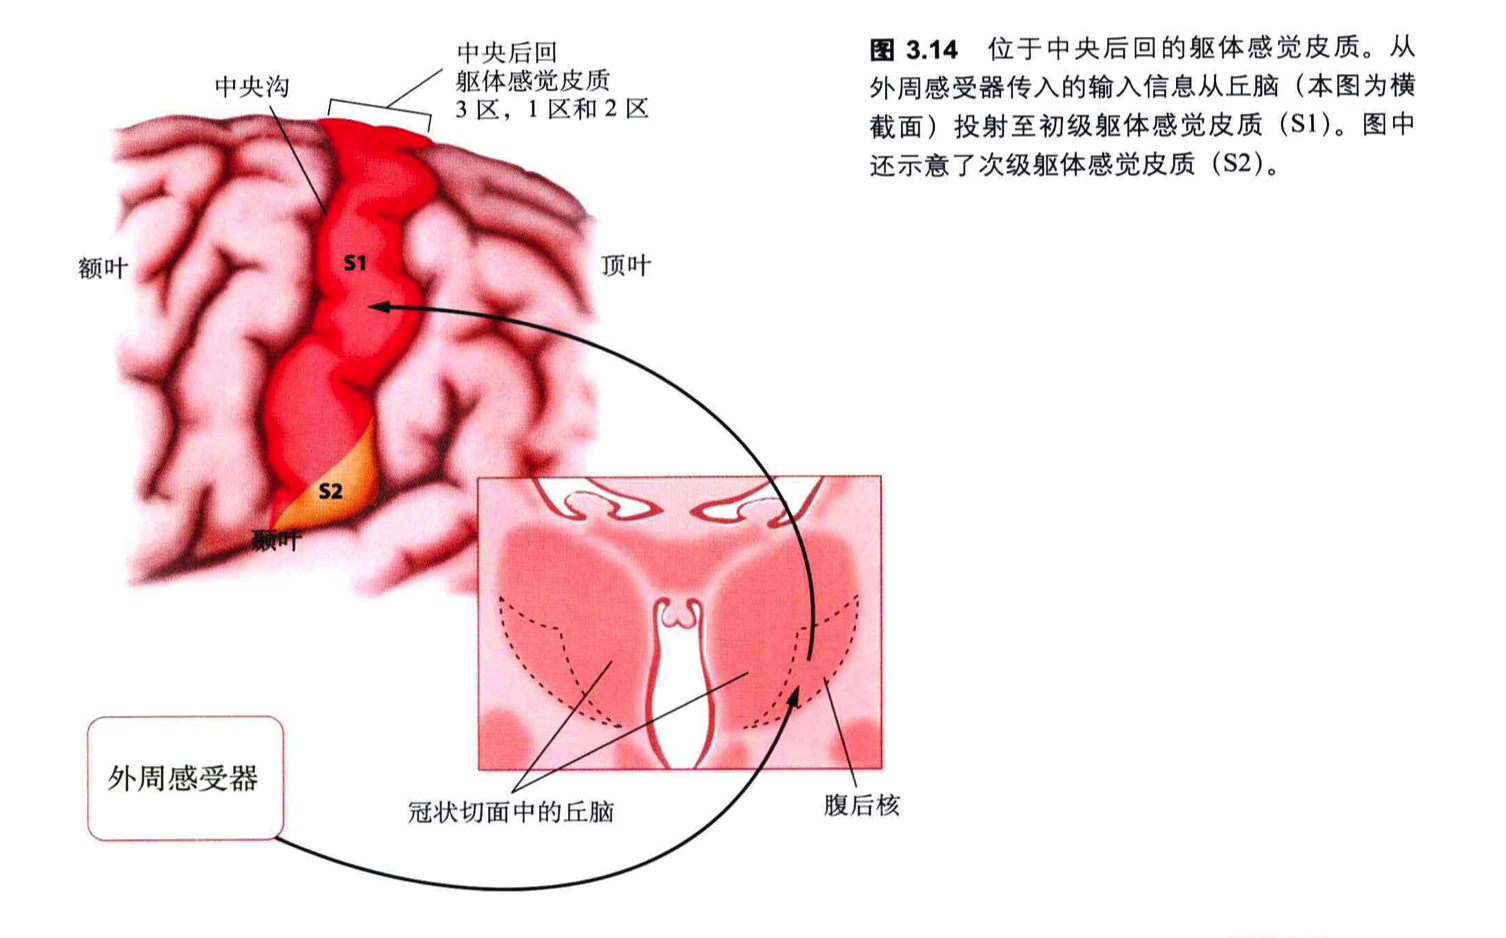 中央后回
躯体感觉皮质
3 区，1 区和 2 区
中央沟
额叶
顶叶
S1
S2
颞叶
外周感受器
冠状切面中的丘脑
腹后核
图 3.14 位于中央后回的躯体感觉皮质。从
外周感受器传入的输入信息从丘脑（本图为横
截面）投射至初级躯体感觉皮质（S1）。图中
还示意了次级躯体感觉皮质（S2）。